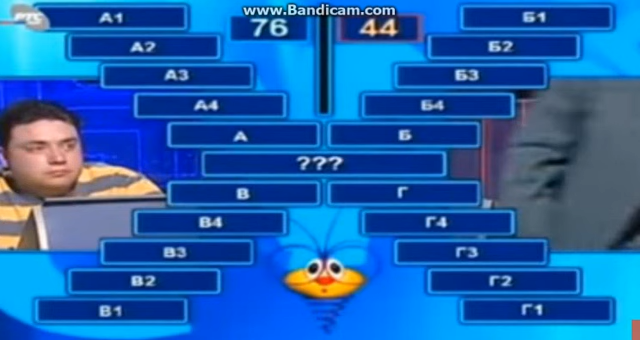 www.Bandicam.com
РТС
76 44
А1 Б1
А2 Б2
А3 Б3
А4 Б4
А Б
???
В Г
В4 Г4
В3 Г3
В2 Г2
В1 Г1